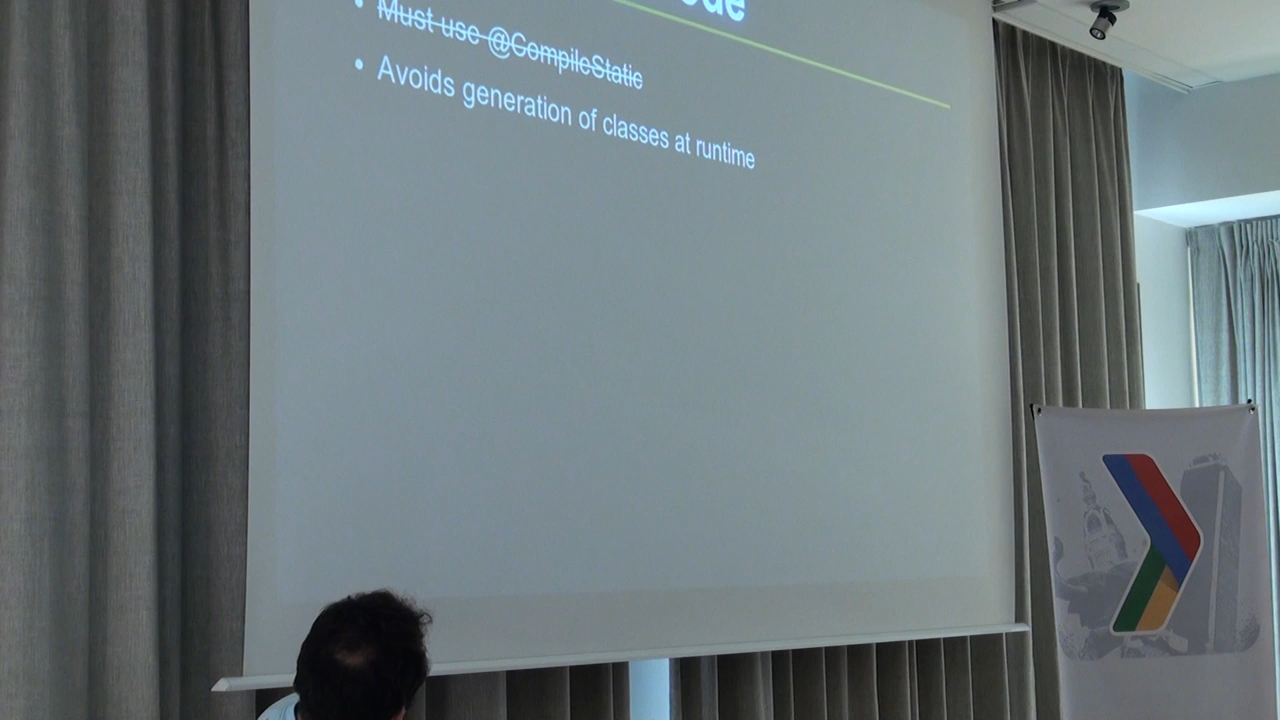 Must use @CompileStatic
Avoids generation of classes at runtime